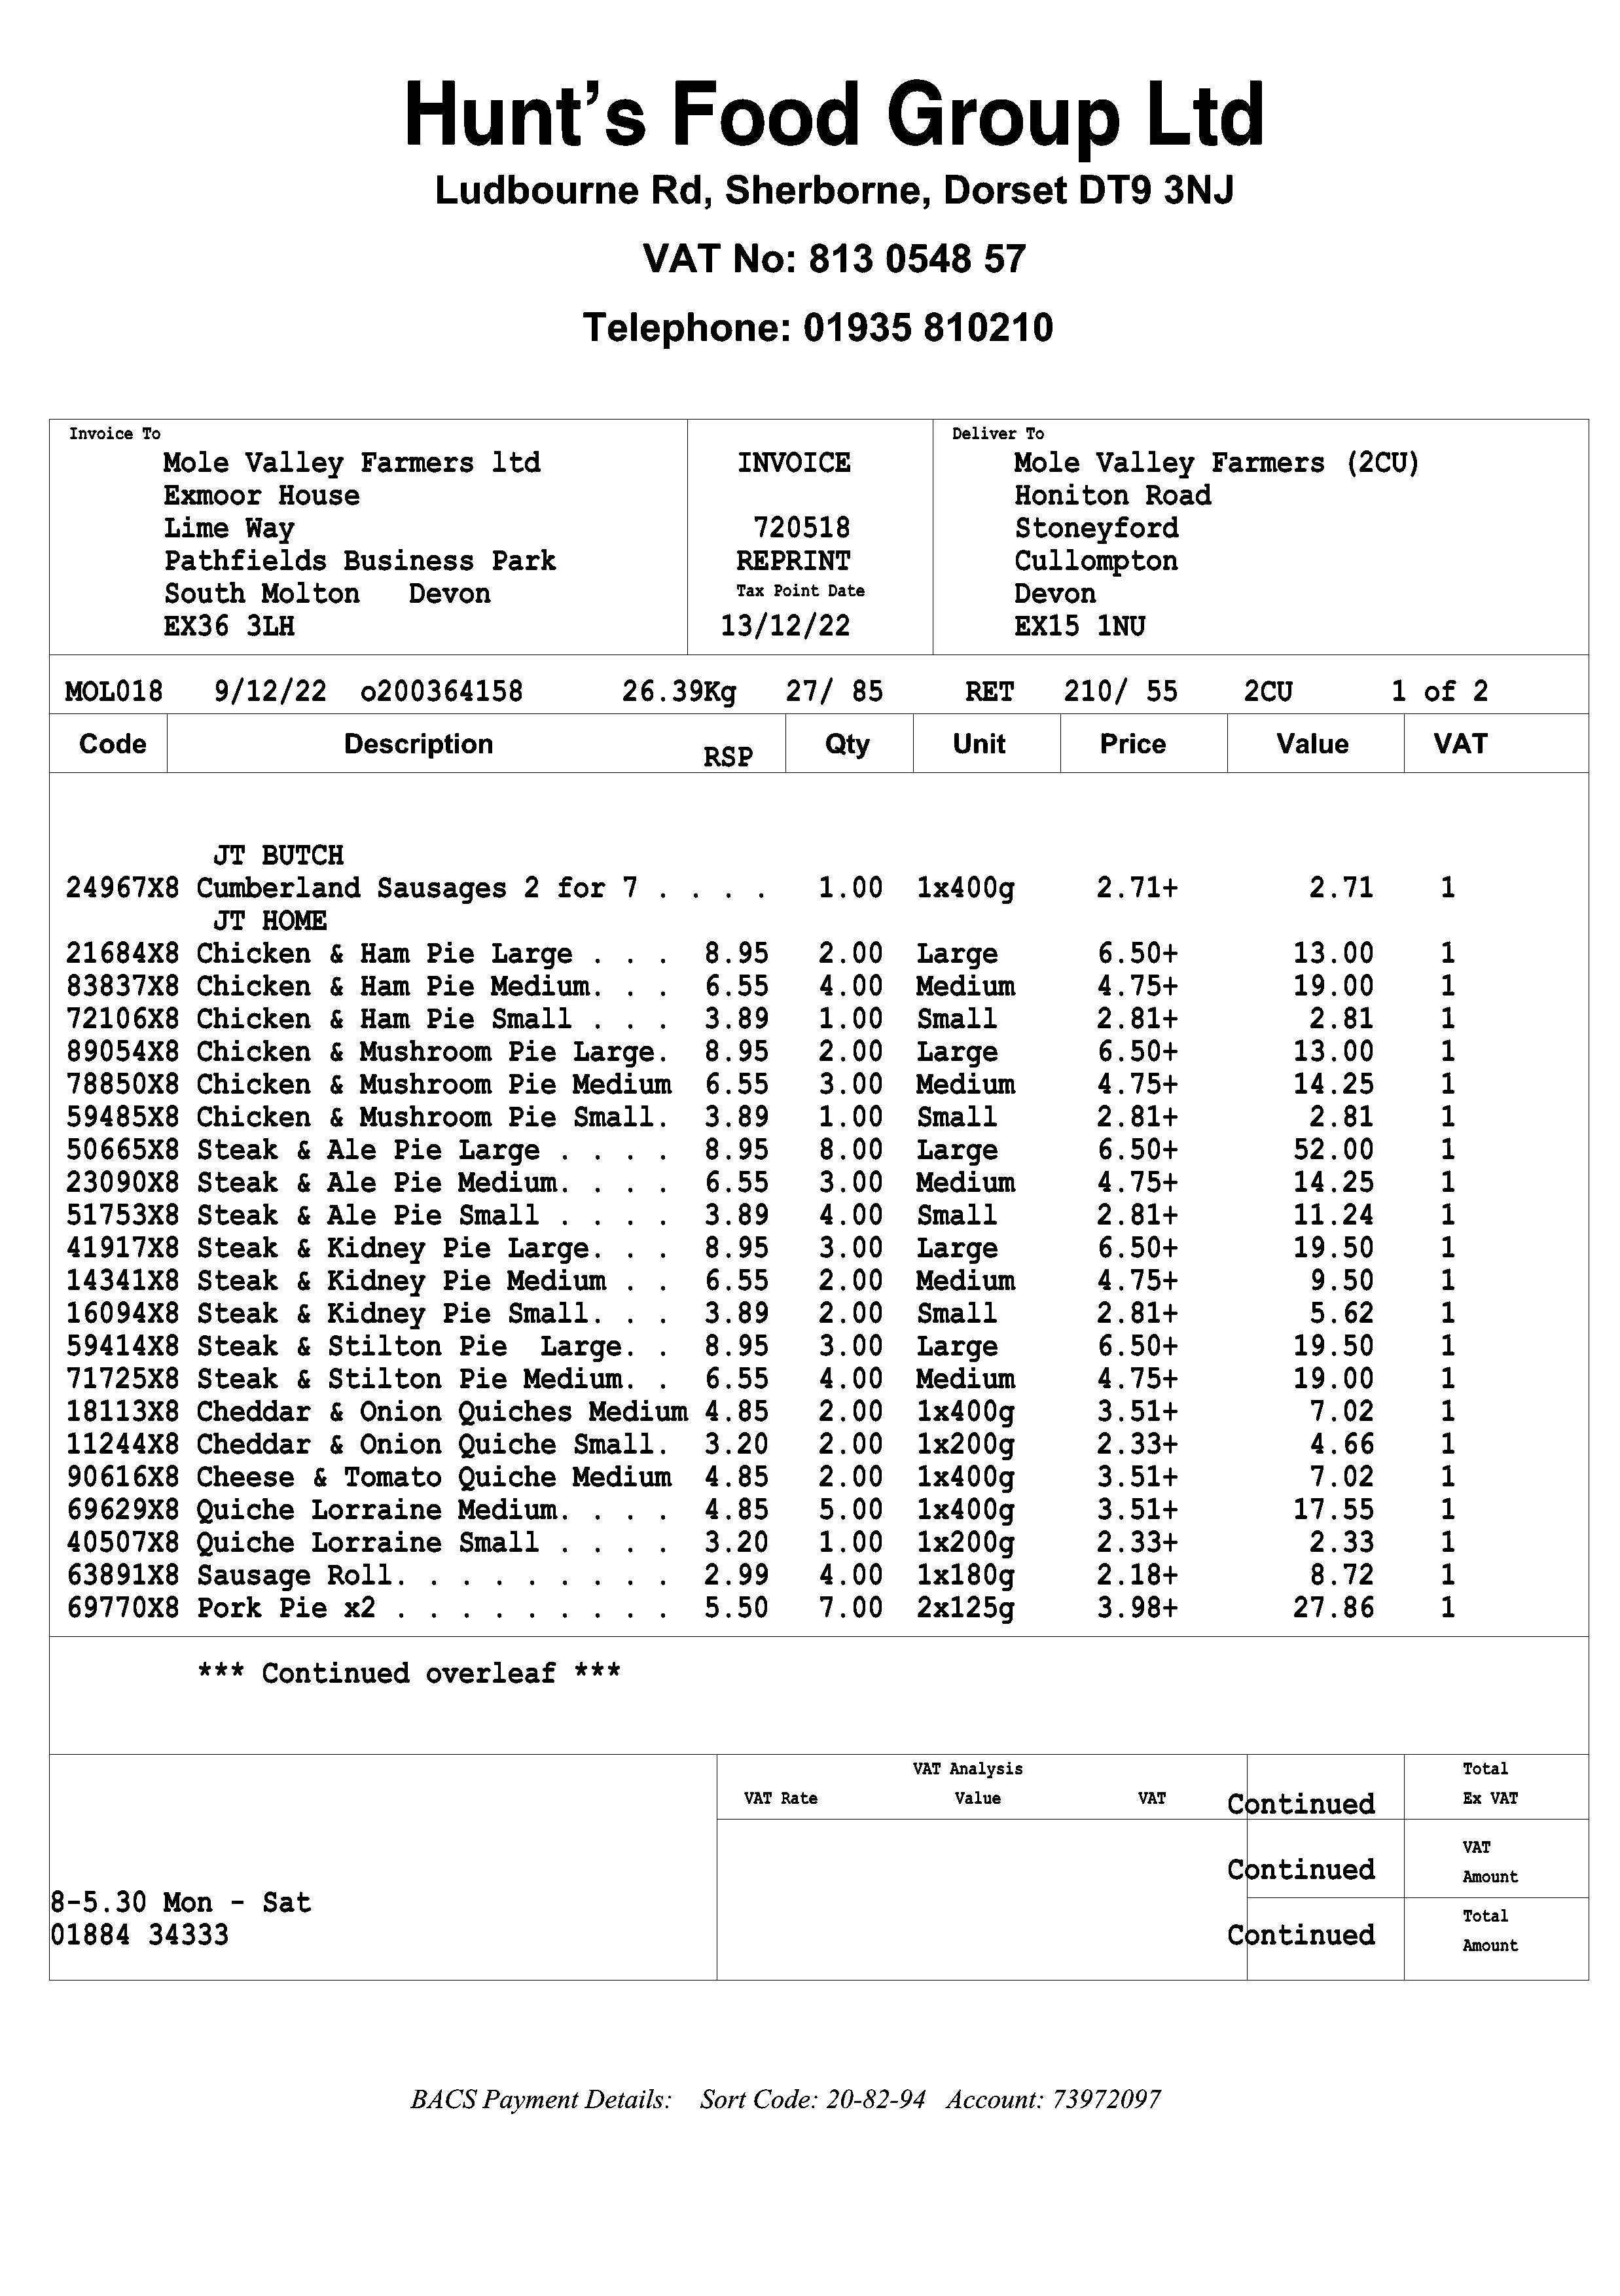 Hunt's Food Group Ltd
Ludbourne Rd, Sherborne, Dorset DT9 3NJ
VAT No: 813 0548 57
Telephone: 01935 810210
Invoice To
Mole Valley Farmers ltd
Exmoor House
Lime Way
Pathfields Business Park
South Molton Devon
EX36 3LH
INVOICE
720518
REPRINT
Tax Point Date
13/12/22
Deliver To
Mole Valley Farmers (2CU)
Honiton Road
Stoneyford
Cullompton
Devon
EX15 1NU
MOL018 9/12/22 o200364158 26.39Kg 27/ 85 RET 210/ 55 2CU 1 of 2
Code Description RSP Qty Unit Price Value VAT
JT BUTCH
24967X8 Cumberland Sausages 2 for 7 . . . . 1.00 1x400g 2.71+ 2.71 1
JT HOME
21684X8 Chicken & Ham Pie Large . . . 8.95 2.00 Large 6.50+ 13.00 1
83837X8 Chicken & Ham Pie Medium. . . 6.55 4.00 Medium 4.75+ 19.00 1
72106X8 Chicken & Ham Pie Small . . . 3.89 1.00 Small 2.81+ 2.81 1
89054X8 Chicken & Mushroom Pie Large. 8.95 2.00 Large 6.50+ 13.00 1
78850X8 Chicken & Mushroom Pie Medium 6.55 3.00 Medium 4.75+ 14.25 1
59485X8 Chicken & Mushroom Pie Small. 3.89 1.00 Small 2.81+ 2.81 1
50665X8 Steak & Ale Pie Large . . . . 8.95 8.00 Large 6.50+ 52.00 1
23090X8 Steak & Ale Pie Medium. . . . 6.55 3.00 Medium 4.75+ 14.25 1
51753X8 Steak & Ale Pie Small . . . . 3.89 4.00 Small 2.81+ 11.24 1
41917X8 Steak & Kidney Pie Large. . . 8.95 3.00 Large 6.50+ 19.50 1
14341X8 Steak & Kidney Pie Medium . . 6.55 2.00 Medium 4.75+ 9.50 1
16094X8 Steak & Kidney Pie Small. . . 3.89 2.00 Small 2.81+ 5.62 1
59414X8 Steak & Stilton Pie Large. . 8.95 3.00 Large 6.50+ 19.50 1
71725X8 Steak & Stilton Pie Medium. . 6.55 4.00 Medium 4.75+ 19.00 1
18113X8 Cheddar & Onion Quiches Medium 4.85 2.00 1x400g 3.51+ 7.02 1
11244X8 Cheddar & Onion Quiche Small. 3.20 2.00 1x200g 2.33+ 4.66 1
90616X8 Cheese & Tomato Quiche Medium 4.85 2.00 1x400g 3.51+ 7.02 1
69629X8 Quiche Lorraine Medium. . . . 4.85 5.00 1x400g 3.51+ 17.55 1
40507X8 Quiche Lorraine Small . . . . 3.20 1.00 1x200g 2.33+ 2.33 1
63891X8 Sausage Roll. . . . . . . . . 2.99 4.00 1x180g 2.18+ 8.72 1
69770X8 Pork Pie x2 . . . . . . . . . 5.50 7.00 2x125g 3.98+ 27.86 1
*** Continued overleaf ***
8-5.30 Mon - Sat
01884 34333
VAT Analysis
VAT Rate Value VAT
Continued
Total
Ex VAT
Continued
VAT
Amount
Continued
Total
Amount
BACS Payment Details: Sort Code: 20-82-94 Account: 73972097